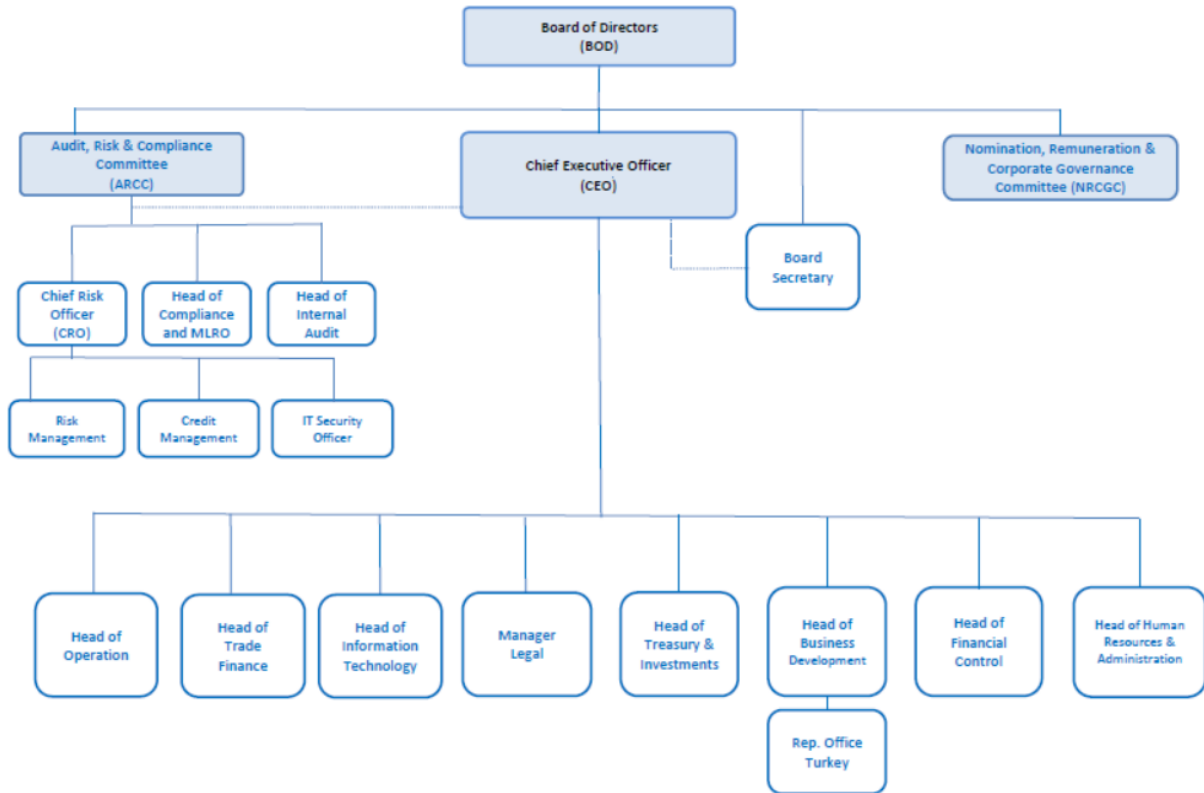 Board of Directors
(BOD)
Audit, Risk & Compliance
Committee
(ARCC)
Chief Executive Officer
(CEO)
Nomination, Remuneration &
Corporate Governance
Committee (NRCGC)
Board
Secretary
Chief Risk
Officer
(CRO)
Head of
Compliance
and MLRO
Head of
Internal
Audit
Risk
Management
Credit
Management
IT Security
Officer
Head of
Operation
Head of
Trade
Finance
Head of
Information
Technology
Manager
Legal
Head of
Treasury &
Investments
Head of
Business
Development
Head of
Financial
Control
Head of Human
Resources &
Administration
Rep. Office
Turkey